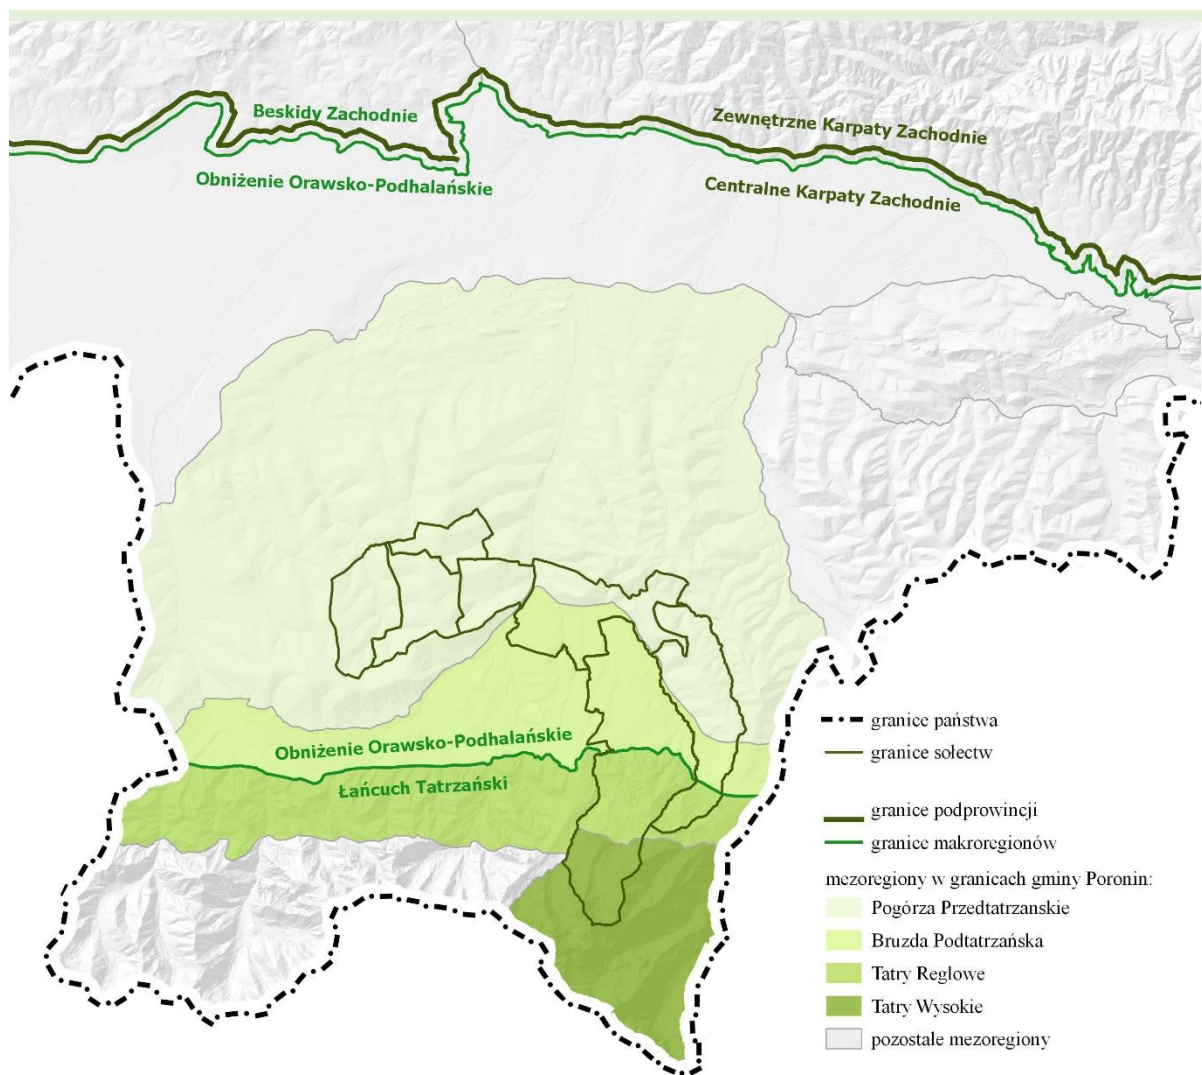 Beskidy Zachodnie
Zewnętrzne Karpaty Zachodnie
Obniżenie Orawsko-Podhalańskie
Centralne Karpaty Zachodnie
Obniżenie Orawsko-Podhalańskie
Łańcuch Tatrzański
granice państwa
granice sołectw
granice podprowincji
granice makroregionów
mezoregiony w granicach gminy Poronin:
Pogórza Przedtatrzanskie
Bruzda Podtatrzańska
Tatry Reglowe
Tatry Wysokie
pozostałe mezoregiony